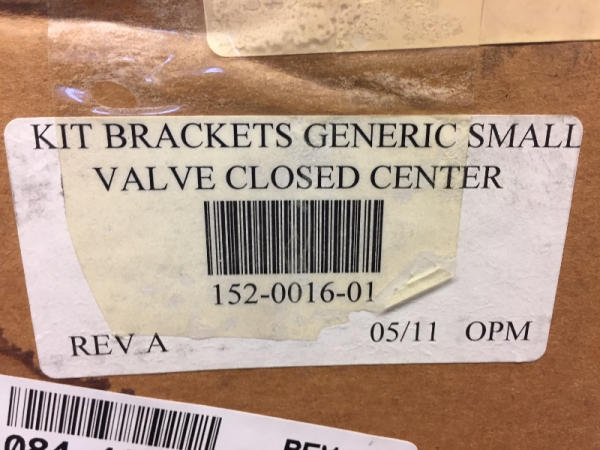 KIT BRACKETS GENERIC SMALL
VALVE CLOSED CENTER
152-0016-01
REV A 05/11 OPM